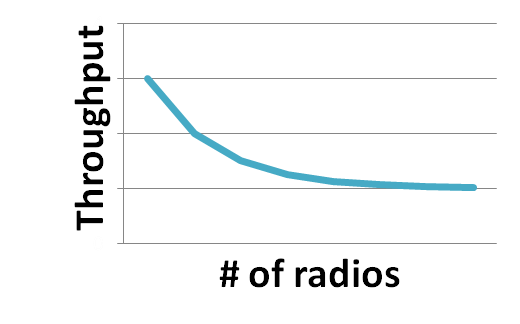 Throughput
# of radios